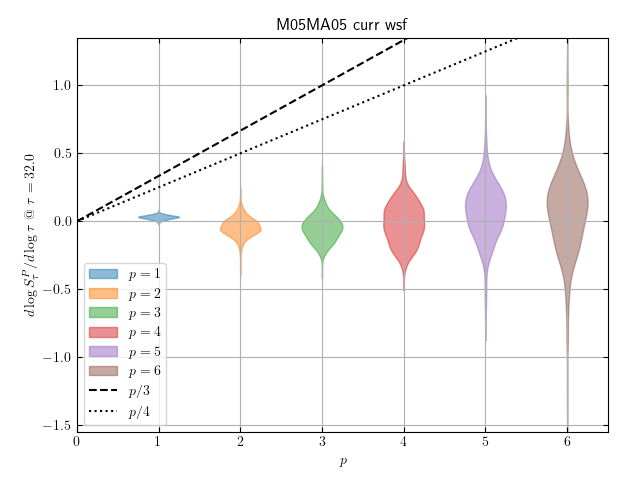 M05MA05 curr wsf
d log S_τ^P / d log τ @ τ = 32.0
1.0
0.5
0.0
−0.5
−1.0
−1.5
p = 1
p = 2
p = 3
p = 4
p = 5
p = 6
p/3
p/4
0 1 2 3 4 5 6
p